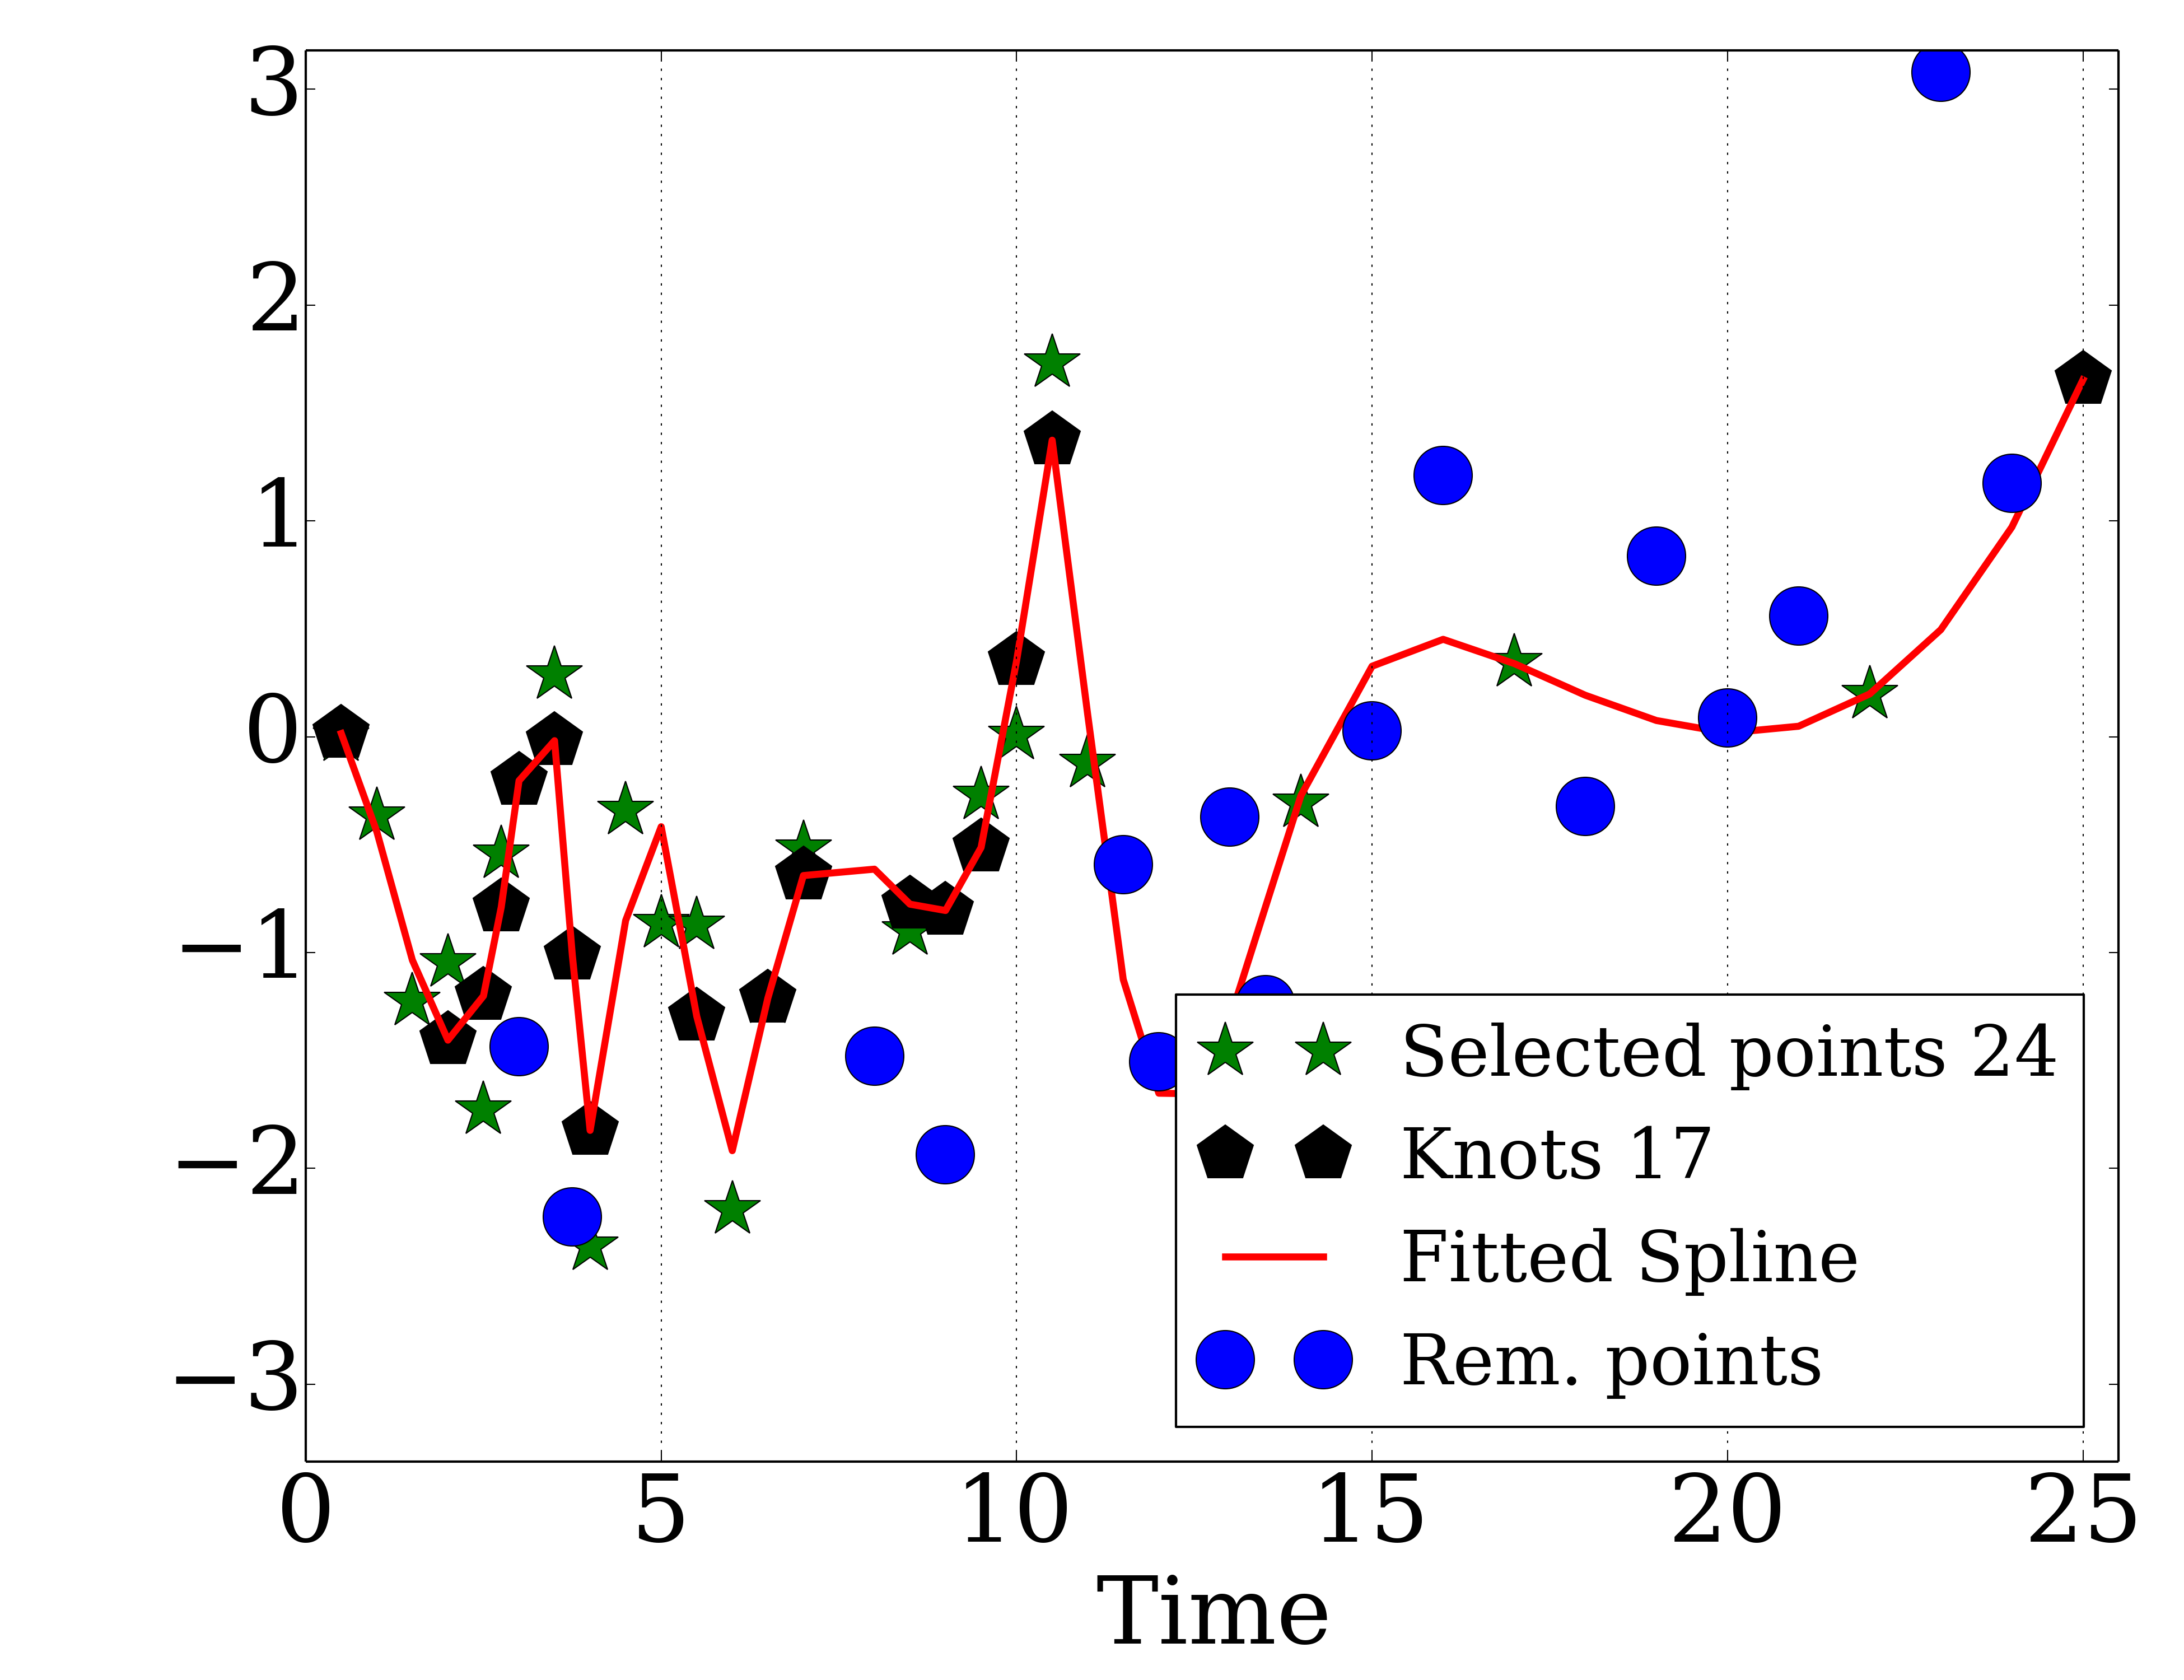 3
2
1
0
−1
−2
−3
Selected points 24
Knots 17
Fitted Spline
Rem. points
0 5 10 15 20 25
Time